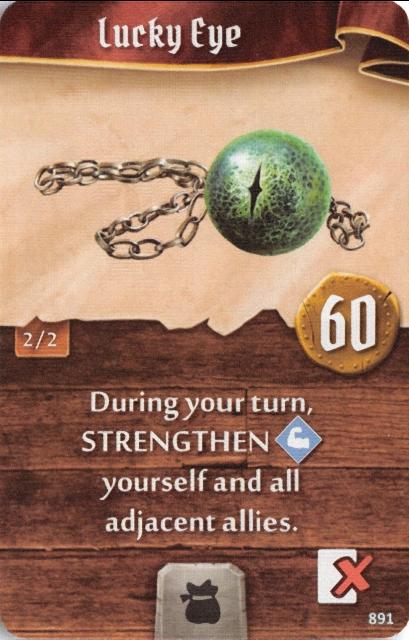 Lucky Eye
60
2/2
During your turn,
STRENGTHEN
yourself and all
adjacent allies.
891